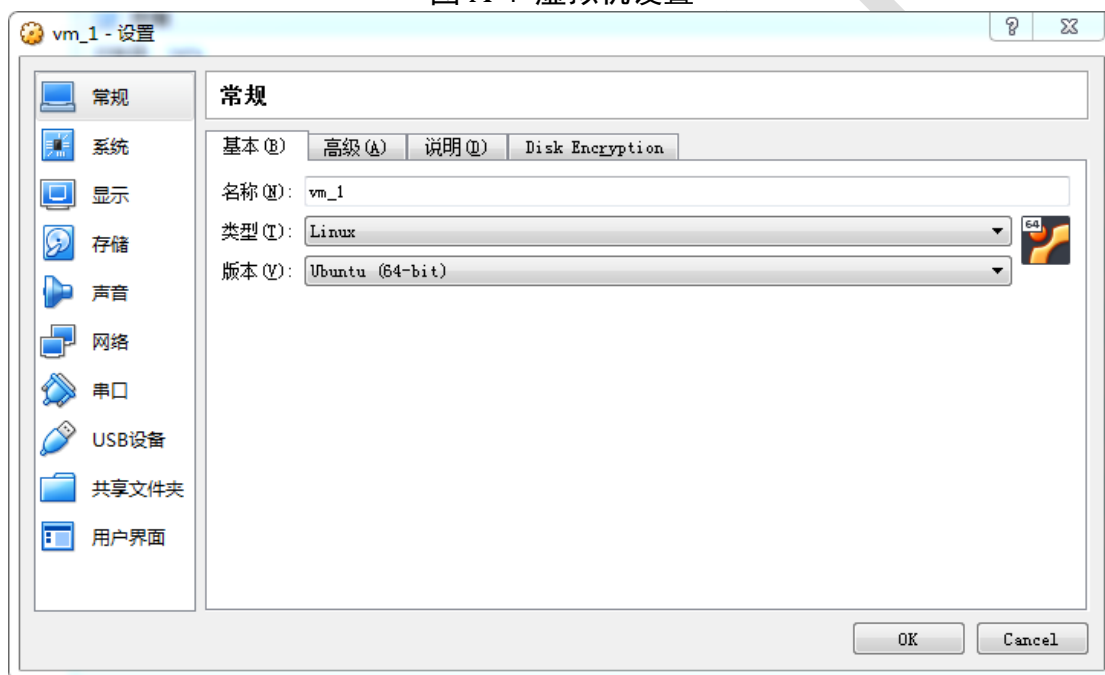 vm_1 - 设置
常规
系统
显示
存储
声音
网络
串口
USB设备
共享文件夹
用户界面
常规
基本(B) 高级(A) 说明(D) Disk Encryption
名称(N): vm_1
类型(T): Linux
64
版本(V): Ubuntu (64-bit)
OK Cancel